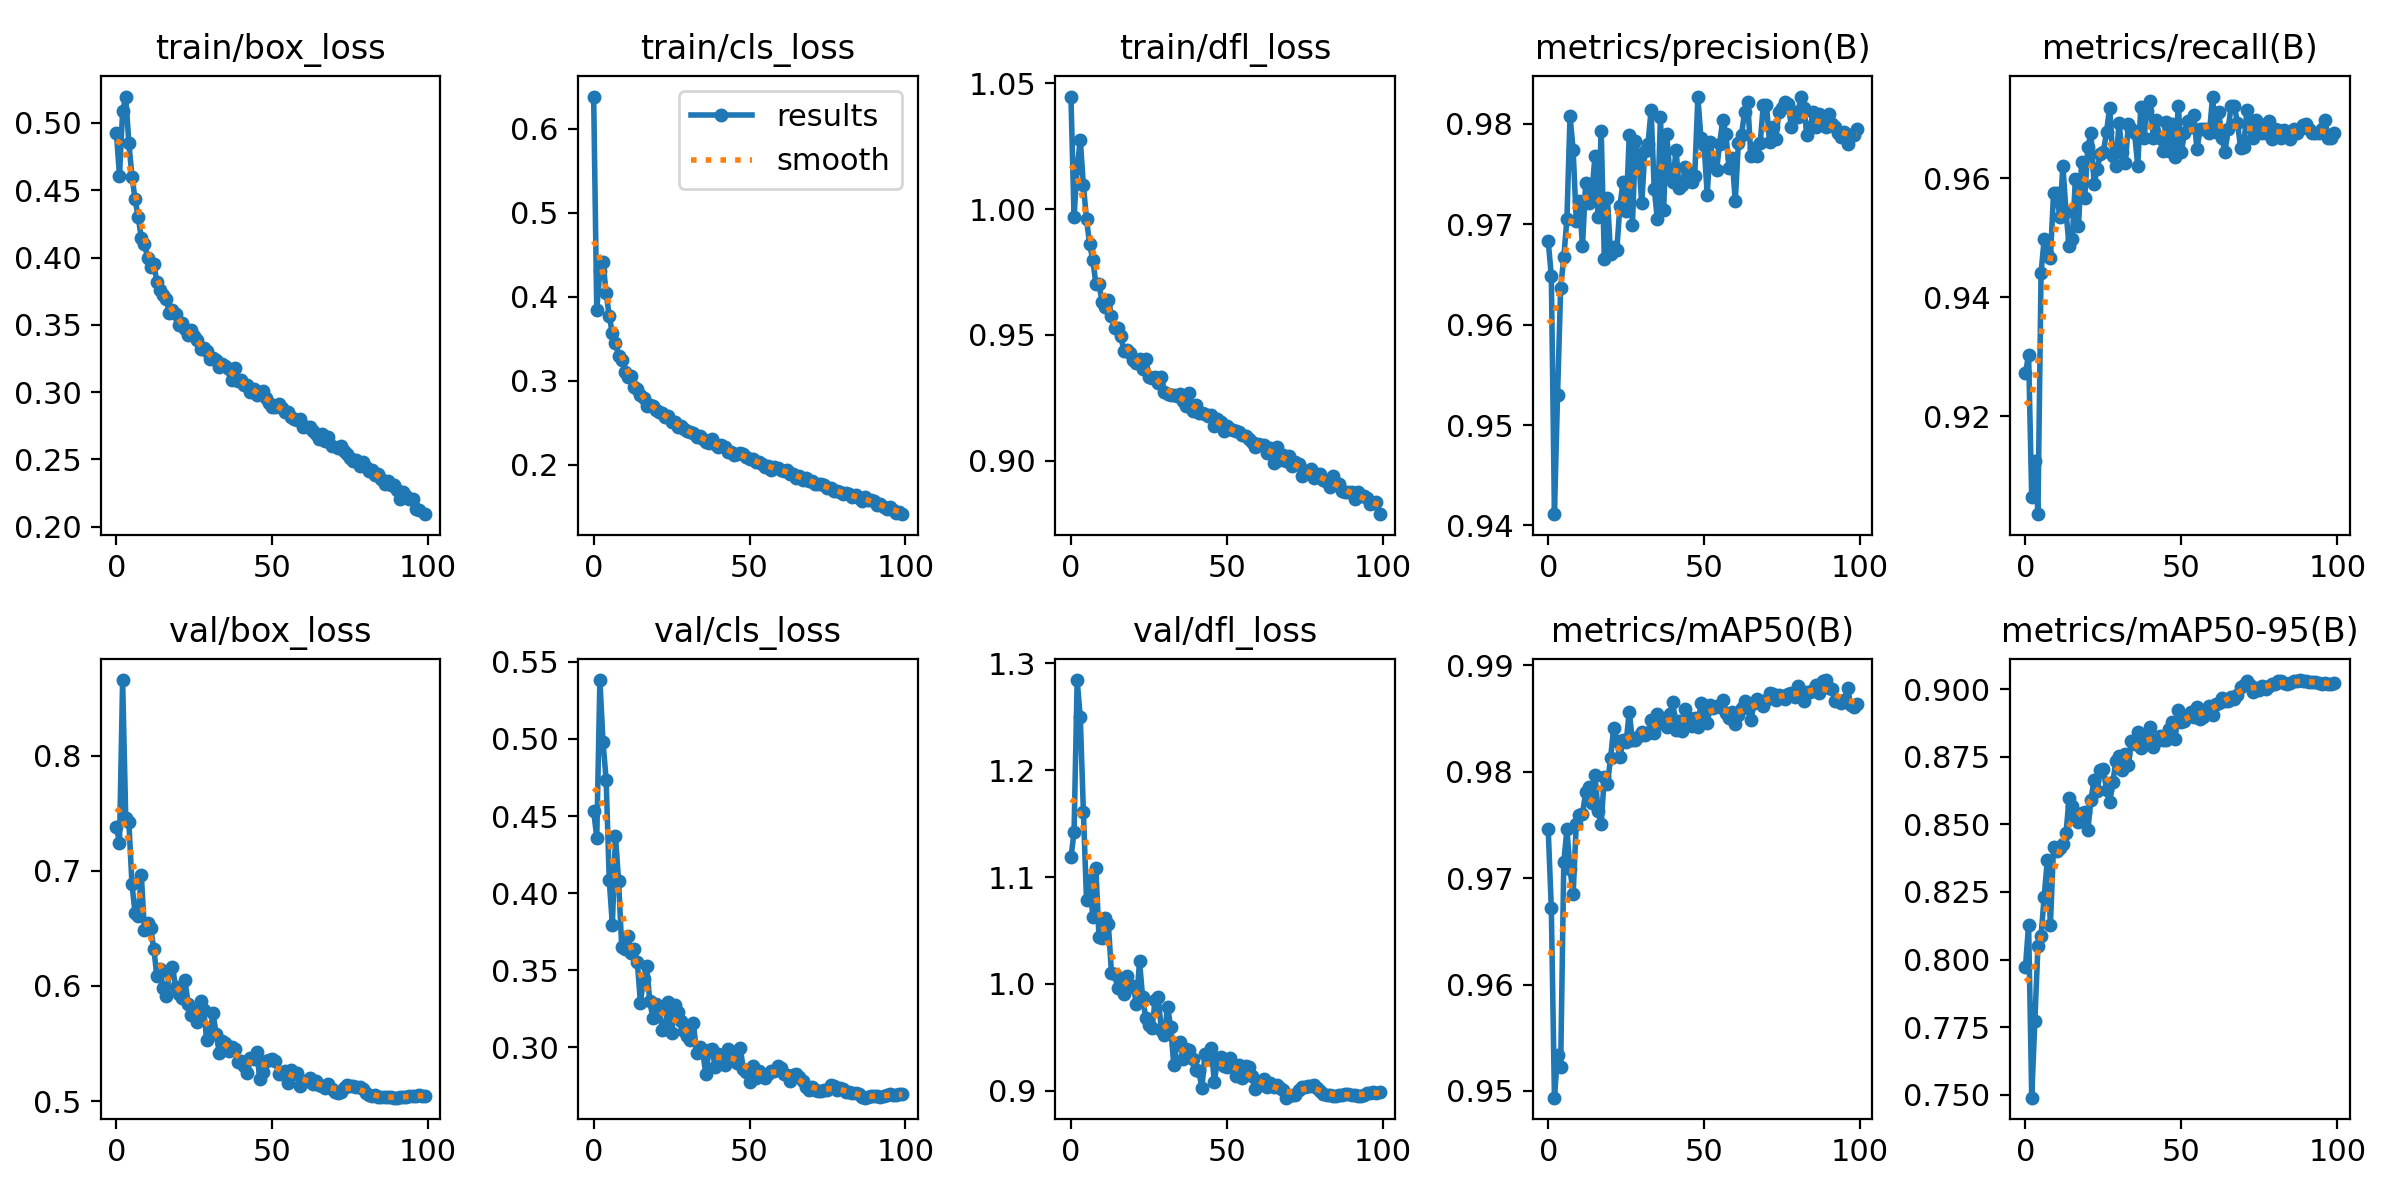 train/box_loss
0.50
0.45
0.40
0.35
0.30
0.25
0.20
0 50 100
train/cls_loss
results
smooth
0.6
0.5
0.4
0.3
0.2
0 50 100
train/dfl_loss
1.05
1.00
0.95
0.90
0 50 100
metrics/precision(B)
0.98
0.97
0.96
0.95
0.94
0 50 100
metrics/recall(B)
0.96
0.94
0.92
0 50 100
val/box_loss
0.8
0.7
0.6
0.5
0 50 100
val/cls_loss
0.55
0.50
0.45
0.40
0.35
0.30
0 50 100
val/dfl_loss
1.3
1.2
1.1
1.0
0.9
0 50 100
metrics/mAP50(B)
0.99
0.98
0.97
0.96
0.95
0 50 100
metrics/mAP50-95(B)
0.900
0.875
0.850
0.825
0.800
0.775
0.750
0 50 100